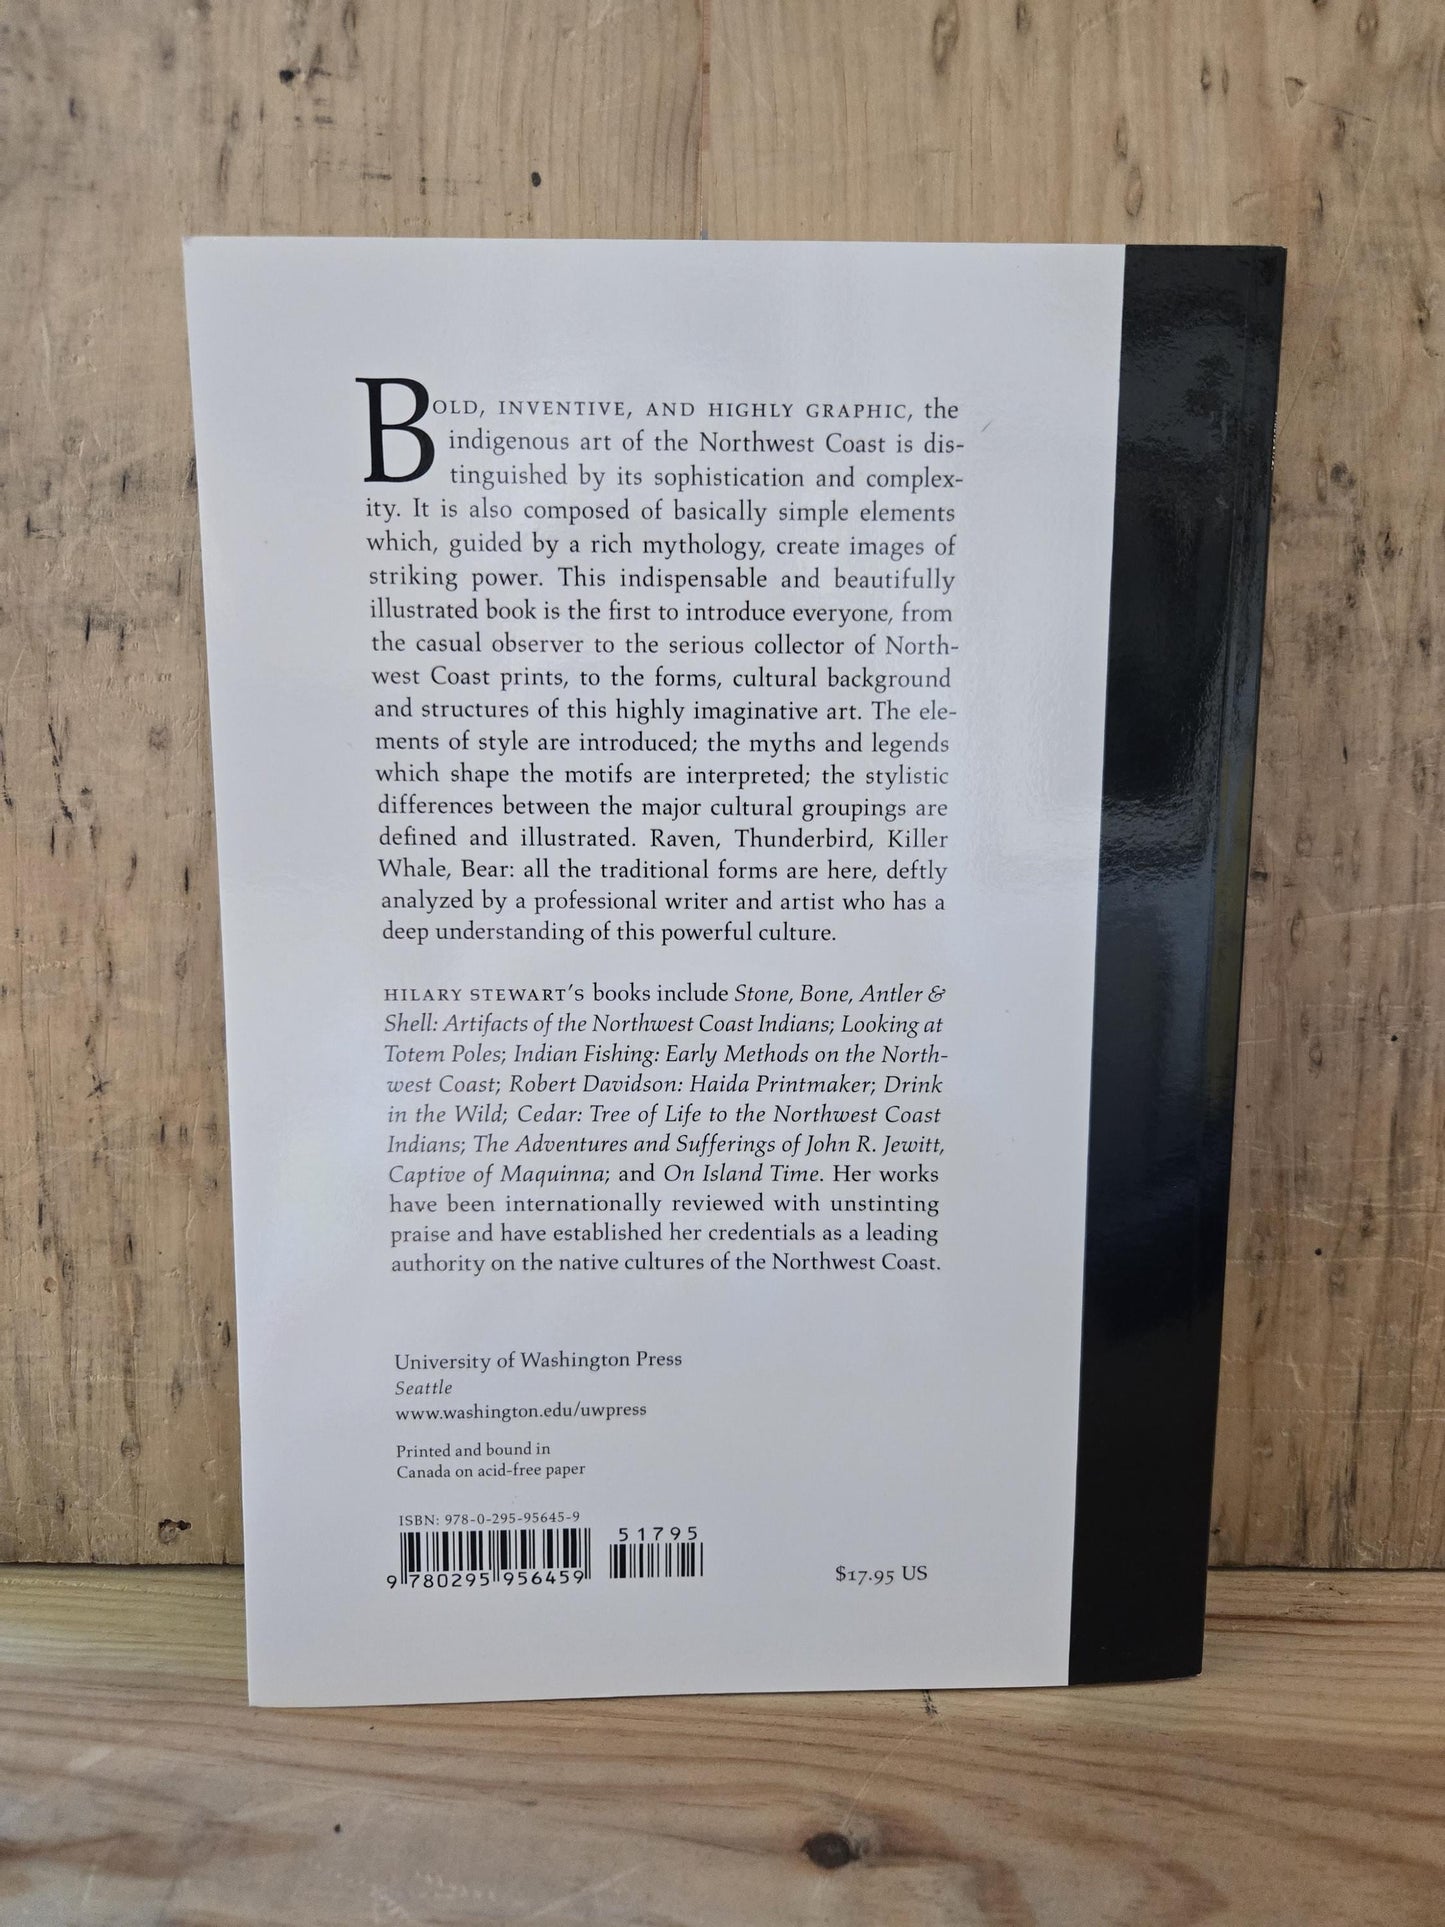 BOLD, INVENTIVE, AND HIGHLY GRAPHIC, the
indigenous art of the Northwest Coast is dis-
tinguished by its sophistication and complex-
ity. It is also composed of basically simple elements
which, guided by a rich mythology, create images of
striking power. This indispensable and beautifully
illustrated book is the first to introduce everyone, from
the casual observer to the serious collector of North-
west Coast prints, to the forms, cultural background
and structures of this highly imaginative art. The ele-
ments of style are introduced; the myths and legends
which shape the motifs are interpreted; the stylistic
differences between the major cultural groupings are
defined and illustrated. Raven, Thunderbird, Killer
Whale, Bear: all the traditional forms are here, deftly
analyzed by a professional writer and artist who has a
deep understanding of this powerful culture.
HILARY STEWART'S books include Stone, Bone, Antler &
Shell: Artifacts of the Northwest Coast Indians; Looking at
Totem Poles; Indian Fishing: Early Methods on the North-
west Coast; Robert Davidson: Haida Printmaker; Drink
in the Wild; Cedar: Tree of Life to the Northwest Coast
Indians; The Adventures and Sufferings of John R. Jewitt,
Captive of Maquinna; and On Island Time. Her works
have been internationally reviewed with unstinting
praise and have established her credentials as a leading
authority on the native cultures of the Northwest Coast.
University of Washington Press
Seattle
www.washington.edu/uwpress
Printed and bound in
Canada on acid-free paper
ISBN: 978-0-295-95645-9
51795
9 780295 956459
$17.95 US